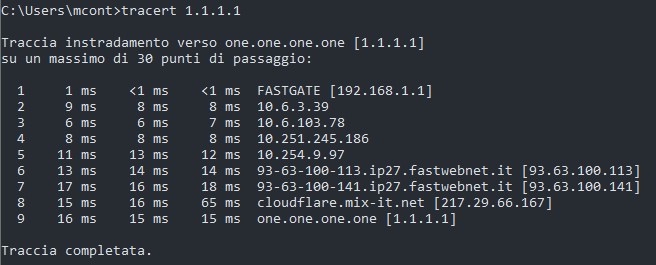 C:\Users\mcont>tracert 1.1.1.1
Traccia instradamento verso one.one.one.one [1.1.1.1]
su un massimo di 30 punti di passaggio:
1 1 ms <1 ms <1 ms FASTGATE [192.168.1.1]
2 9 ms 8 ms 8 ms 10.6.3.39
3 6 ms 6 ms 7 ms 10.6.103.78
4 8 ms 8 ms 8 ms 10.251.245.186
5 11 ms 13 ms 12 ms 10.254.9.97
6 13 ms 14 ms 14 ms 93-63-100-113.ip27.fastwebnet.it [93.63.100.113]
7 17 ms 16 ms 18 ms 93-63-100-141.ip27.fastwebnet.it [93.63.100.141]
8 15 ms 16 ms 65 ms cloudflare.mix-it.net [217.29.66.167]
9 16 ms 15 ms 15 ms one.one.one.one [1.1.1.1]
Traccia completata.